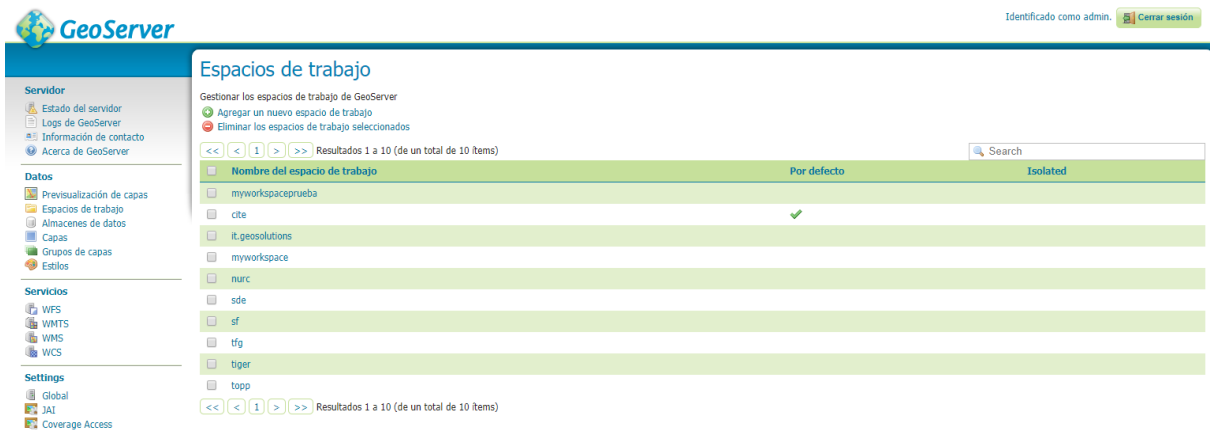 GeoServer
Identificado como admin. Cerrar sesión
Servidor
Estado del servidor
Logs de GeoServer
Información de contacto
Acerca de GeoServer
Datos
Previsualización de capas
Espacios de trabajo
Almacenes de datos
Capas
Grupos de capas
Estilos
Servicios
WFS
WMTS
WMS
WCS
Settings
Global
JAI
Coverage Access
Espacios de trabajo
Gestionar los espacios de trabajo de GeoServer
Agregar un nuevo espacio de trabajo
Eliminar los espacios de trabajo seleccionados
<< < 1 > >> Resultados 1 a 10 (de un total de 10 ítems) Search
Nombre del espacio de trabajo Por defecto Isolated
myworkspaceprueba
cite
it.geosolutions
myworkspace
nurc
sde
sf
tfg
tiger
topp
<< < 1 > >> Resultados 1 a 10 (de un total de 10 ítems)